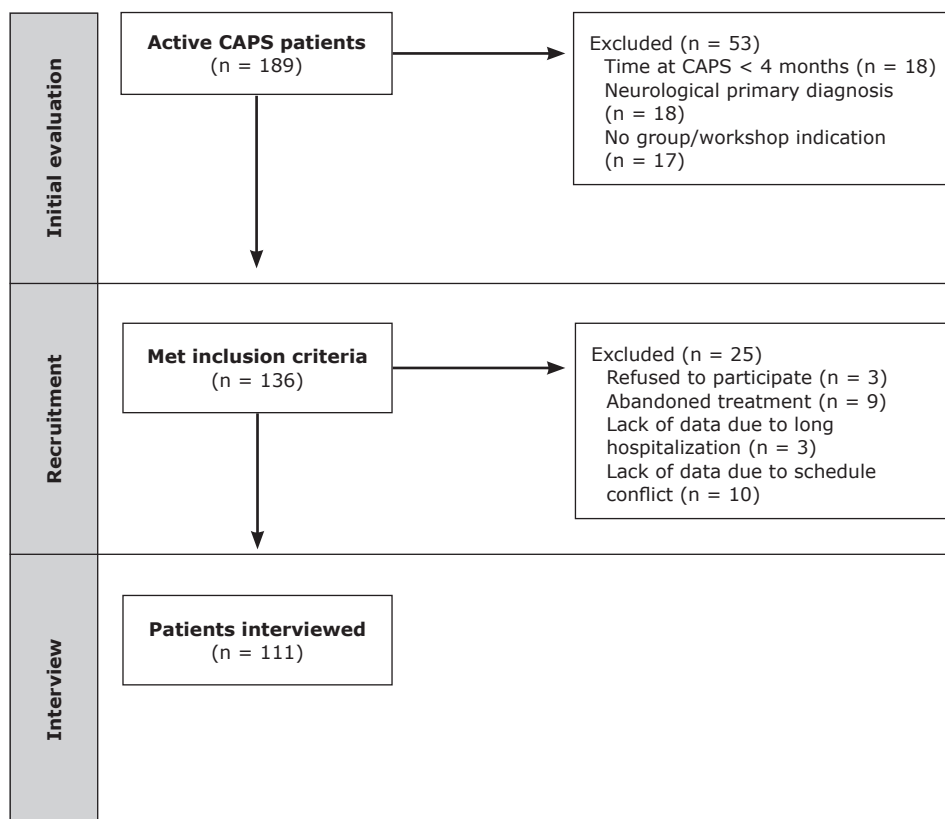 Initial evaluation
Active CAPS patients
(n = 189)
Excluded (n = 53)
Time at CAPS < 4 months (n = 18)
Neurological primary diagnosis
(n = 18)
No group/workshop indication
(n = 17)
Recruitment
Met inclusion criteria
(n = 136)
Excluded (n = 25)
Refused to participate (n = 3)
Abandoned treatment (n = 9)
Lack of data due to long
hospitalization (n = 3)
Lack of data due to schedule
conflict (n = 10)
Interview
Patients interviewed
(n = 111)